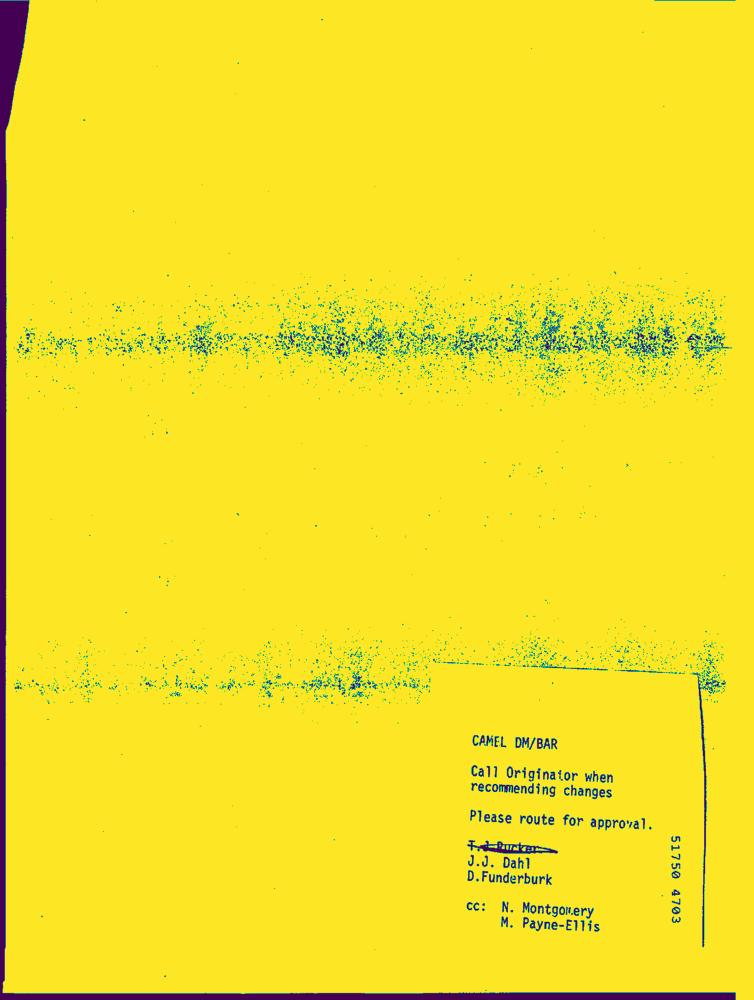 CAMEL DM/BAR
Call Originator when
recommending changes
Please route for approval.
T.J Rucker
J.J. Dahl
D.Funderburk
cc: N. Montgomery
M. Payne-Ellis
51750 4703